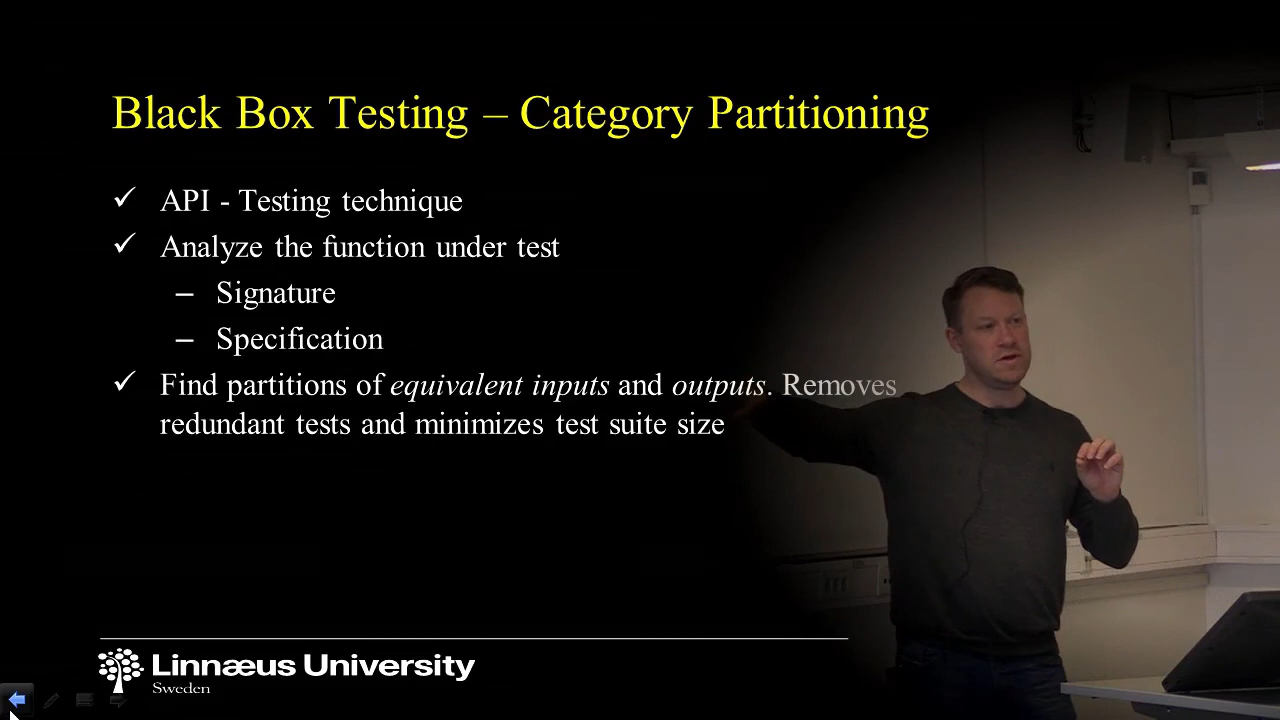 Black Box Testing – Category Partitioning
✓ API - Testing technique
✓ Analyze the function under test
– Signature
– Specification
✓ Find partitions of equivalent inputs and outputs. Removes
redundant tests and minimizes test suite size
Linnæus University
Sweden